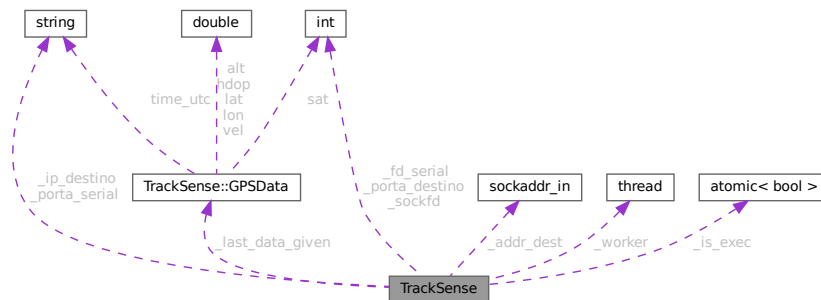 string
double
int
time_utc
alt
hdop
lat
lon
vel
sat
_ip_destino
_porta_serial
TrackSense::GPSData
_fd_serial
_porta_destino
_sockfd
sockaddr_in
thread
atomic< bool >
_last_data_given
_addr_dest
_worker
_is_exec
TrackSense